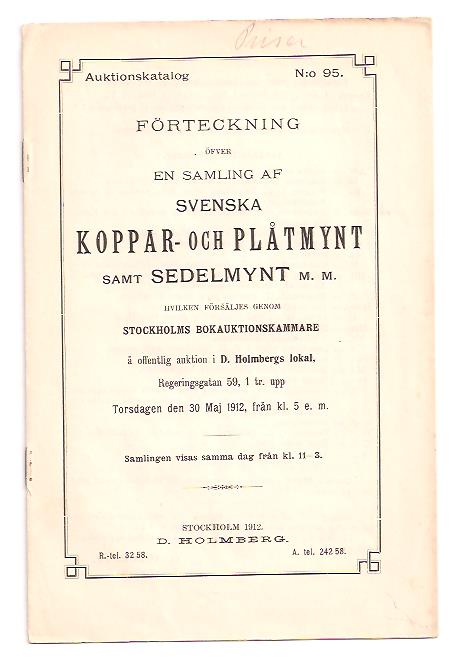 Priser
Auktionskatalog N:o 95.
FÖRTECKNING
ÖFVER
EN SAMLING AF
SVENSKA
KOPPAR- OCH PLÅTMYNT
SAMT SEDELMYNT M. M.
HVILKEN FÖRSÄLJES GENOM
STOCKHOLMS BOKAUKTIONSKAMMARE
å offentlig auktion i D. Holmbergs lokal,
Regeringsgatan 59, 1 tr. upp
Torsdagen den 30 Maj 1912, från kl. 5 e. m.
Samlingen visas samma dag från kl. 11–3.
STOCKHOLM 1912.
D. HOLMBERG.
R.-tel. 32 58. A. tel. 242 58.